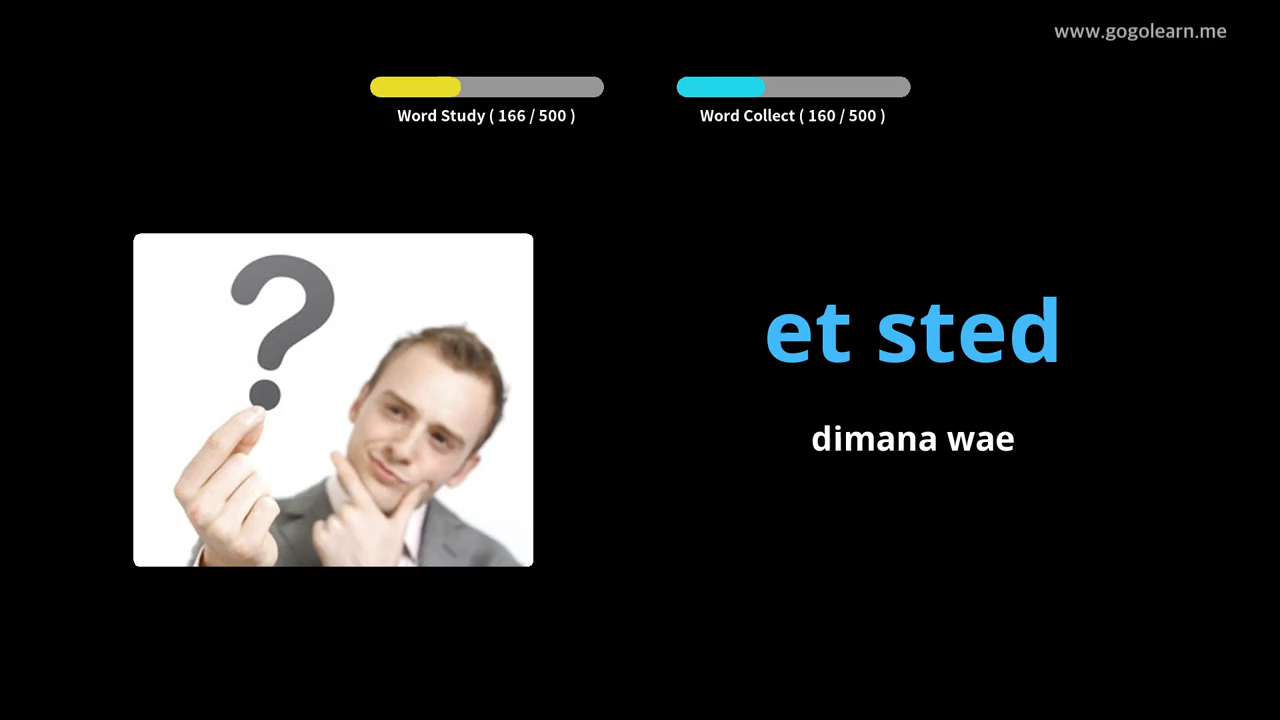 www.gogolearn.me
Word Study ( 166 / 500 )
Word Collect ( 160 / 500 )
?
et sted
dimana wae